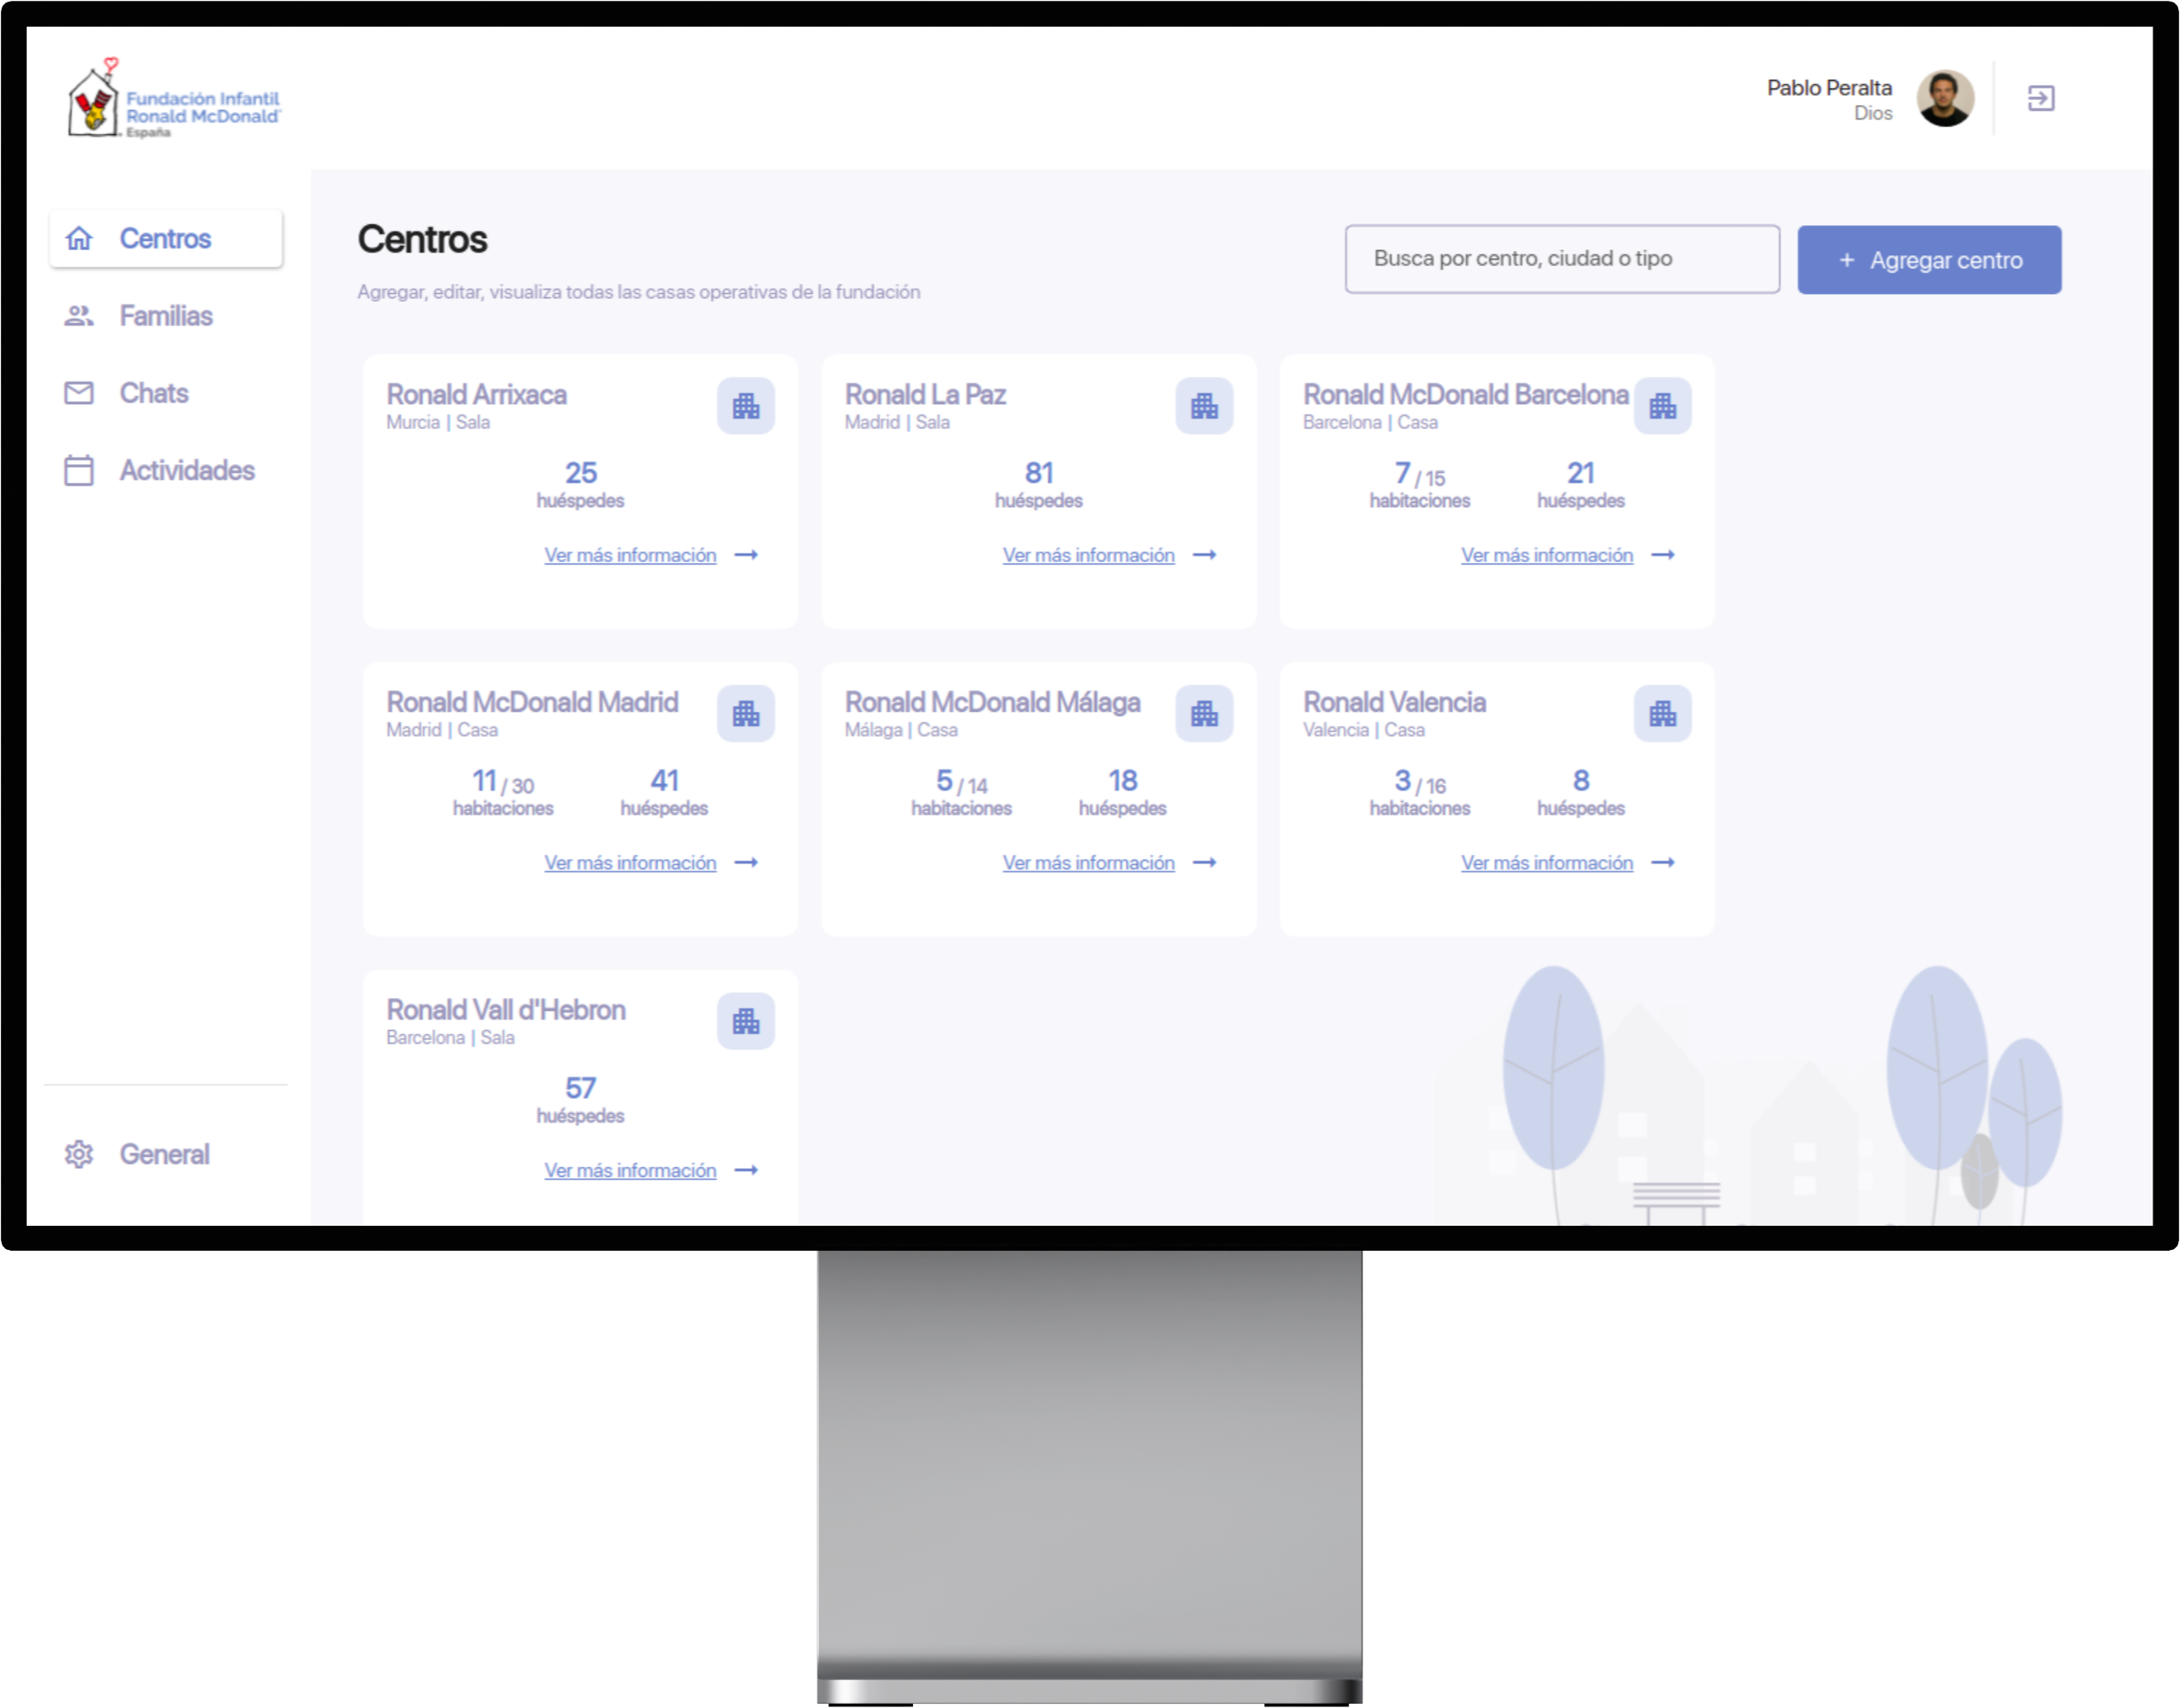 Fundación Infantil
Ronald McDonald
España
Pablo Peralta
Dios
Centros
Familias
Chats
Actividades
General
Centros
Agregar, editar, visualiza todas las casas operativas de la fundación
Busca por centro, ciudad o tipo
+ Agregar centro
Ronald Arrixaca
Murcia | Sala
25
huéspedes
Ver más información →
Ronald La Paz
Madrid | Sala
81
huéspedes
Ver más información →
Ronald McDonald Barcelona
Barcelona | Casa
7 / 15 21
habitaciones huéspedes
Ver más información →
Ronald McDonald Madrid
Madrid | Casa
11 / 30 41
habitaciones huéspedes
Ver más información →
Ronald McDonald Málaga
Málaga | Casa
5 / 14 18
habitaciones huéspedes
Ver más información →
Ronald Valencia
Valencia | Casa
3 / 16 8
habitaciones huéspedes
Ver más información →
Ronald Vall d'Hebron
Barcelona | Sala
57
huéspedes
Ver más información →